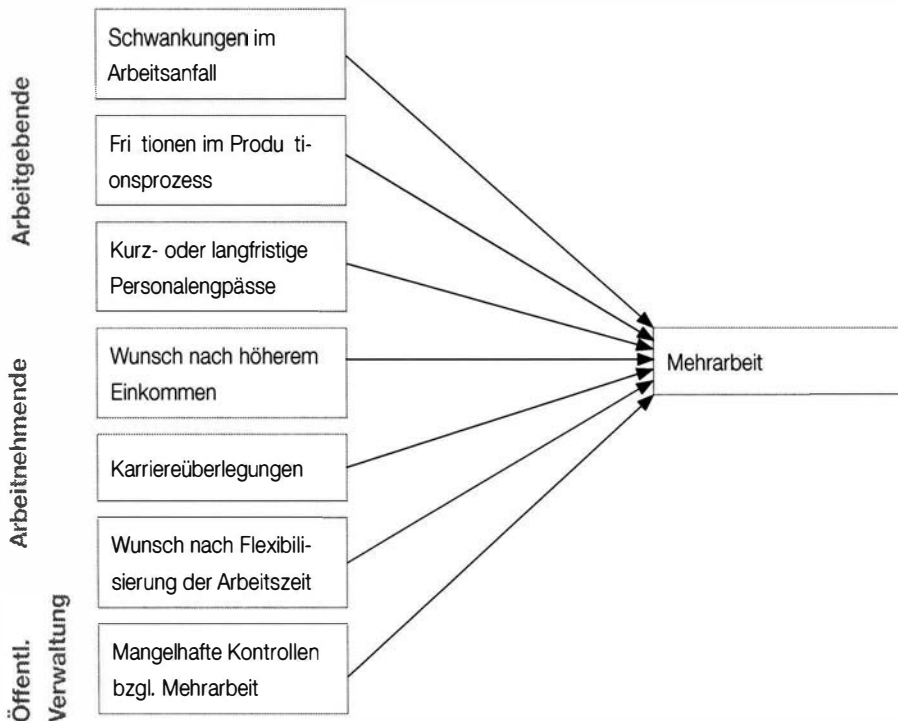 Arbeitgebende
Schwankungen im
Arbeitsanfall
Fri tionen im Produ ti-
onsprozess
Kurz- oder langfristige
Personalengpässe
Arbeitnehmende
Wunsch nach höherem
Einkommen
Karriereüberlegungen
Wunsch nach Flexibili-
sierung der Arbeitszeit
Öffentl.
Verwaltung
Mangelhafte Kontrollen
bzgl. Mehrarbeit
Mehrarbeit